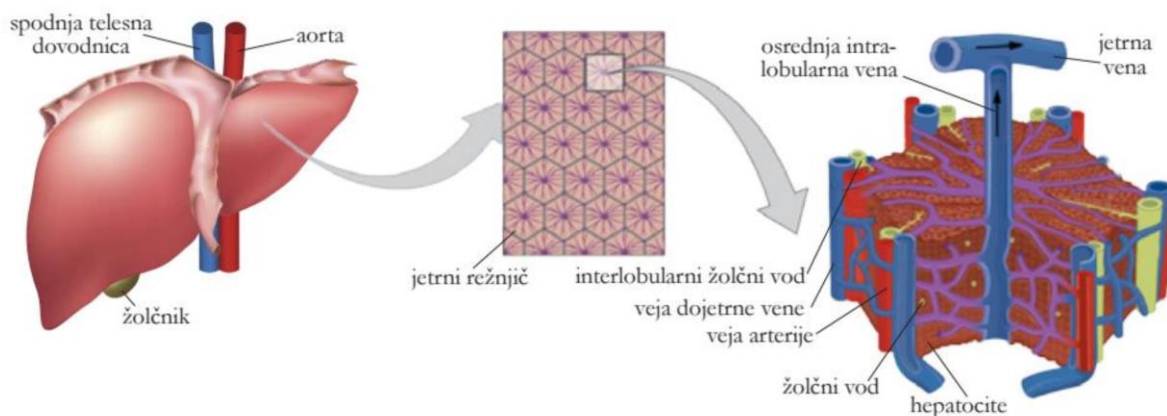 spodnja telesna
dovodnica
aorta
žolčnik
jetrni režnjič
osrednja intra-
lobularna vena
jetrna
vena
interlobularni žolčni vod
veja dojetrne vene
veja arterije
žolčni vod
hepatocite